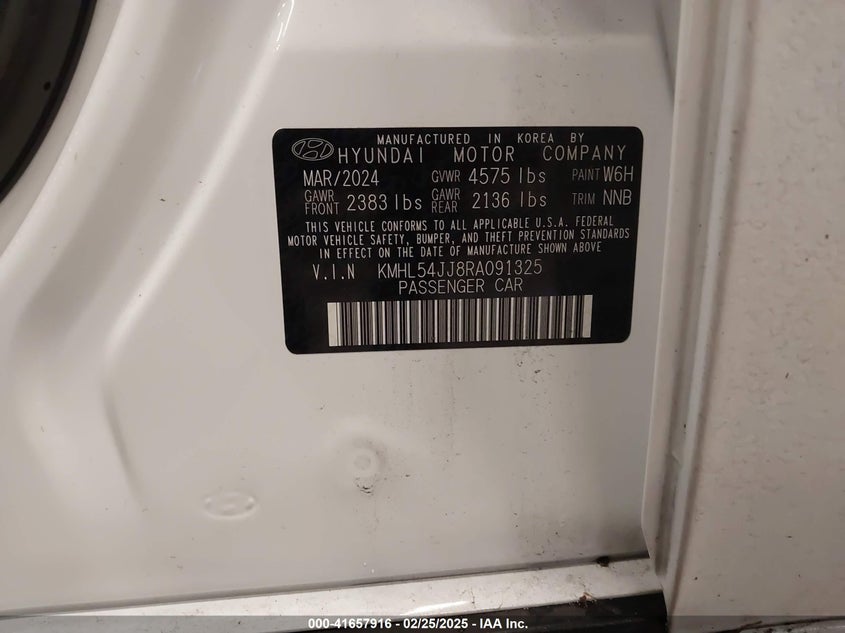 MANUFACTURED IN KOREA BY
HYUNDAI MOTOR COMPANY
MAR/2024 GVWR 4575 lbs PAINT W6H
GAWR FRONT 2383 lbs GAWR REAR 2136 lbs TRIM NNB
THIS VEHICLE CONFORMS TO ALL APPLICABLE U.S.A. FEDERAL
MOTOR VEHICLE SAFETY, BUMPER, AND THEFT PREVENTION STANDARDS
IN EFFECT ON THE DATE OF MANUFACTURE SHOWN ABOVE
V.I.N KMHL54JJ8RA091325
PASSENGER CAR
000-41657916 - 02/25/2025 - IAA Inc.